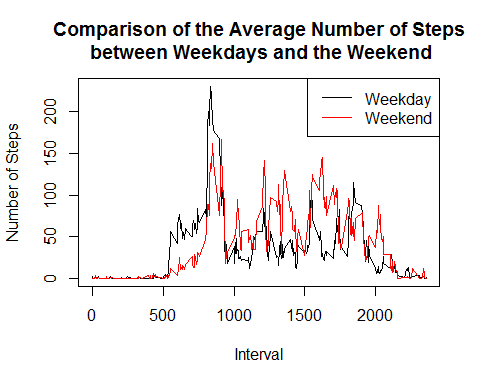 Comparison of the Average Number of Steps
between Weekdays and the Weekend
Weekday
Weekend
Number of Steps
200
150
100
50
0
0 500 1000 1500 2000
Interval